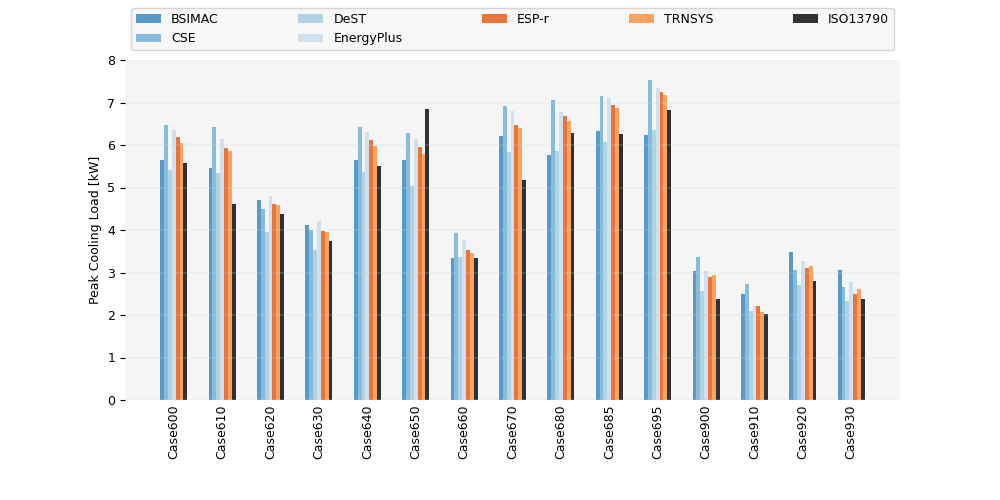 BSIMAC DeST ESP-r TRNSYS ISO13790
CSE EnergyPlus
8
7
6
5
4
3
2
1
0
Peak Cooling Load [kW]
Case600 Case610 Case620 Case630 Case640 Case650 Case660 Case670 Case680 Case685 Case695 Case900 Case910 Case920 Case930